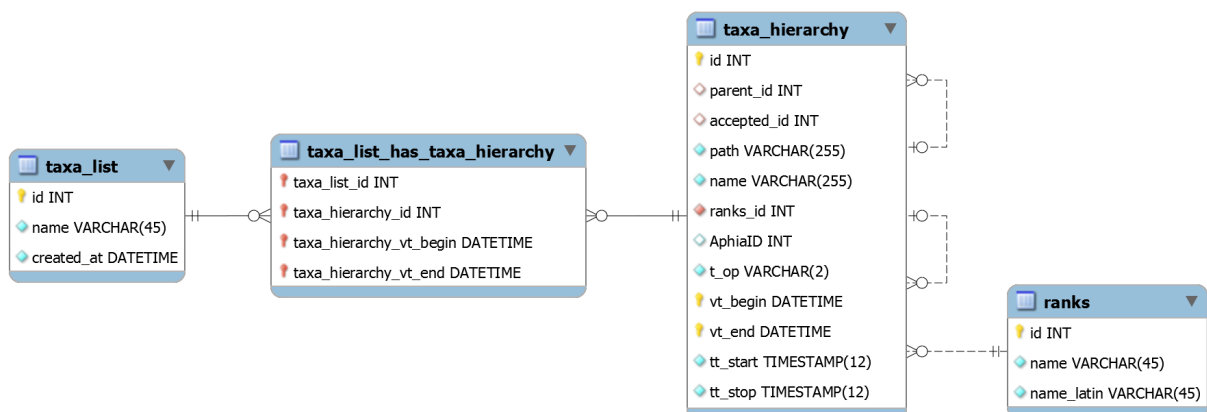 taxa_list
id INT
name VARCHAR(45)
created_at DATETIME
taxa_list_has_taxa_hierarchy
taxa_list_id INT
taxa_hierarchy_id INT
taxa_hierarchy_vt_begin DATETIME
taxa_hierarchy_vt_end DATETIME
taxa_hierarchy
id INT
parent_id INT
accepted_id INT
path VARCHAR(255)
name VARCHAR(255)
ranks_id INT
AphiaID INT
t_op VARCHAR(2)
vt_begin DATETIME
vt_end DATETIME
tt_start TIMESTAMP(12)
tt_stop TIMESTAMP(12)
ranks
id INT
name VARCHAR(45)
name_latin VARCHAR(45)